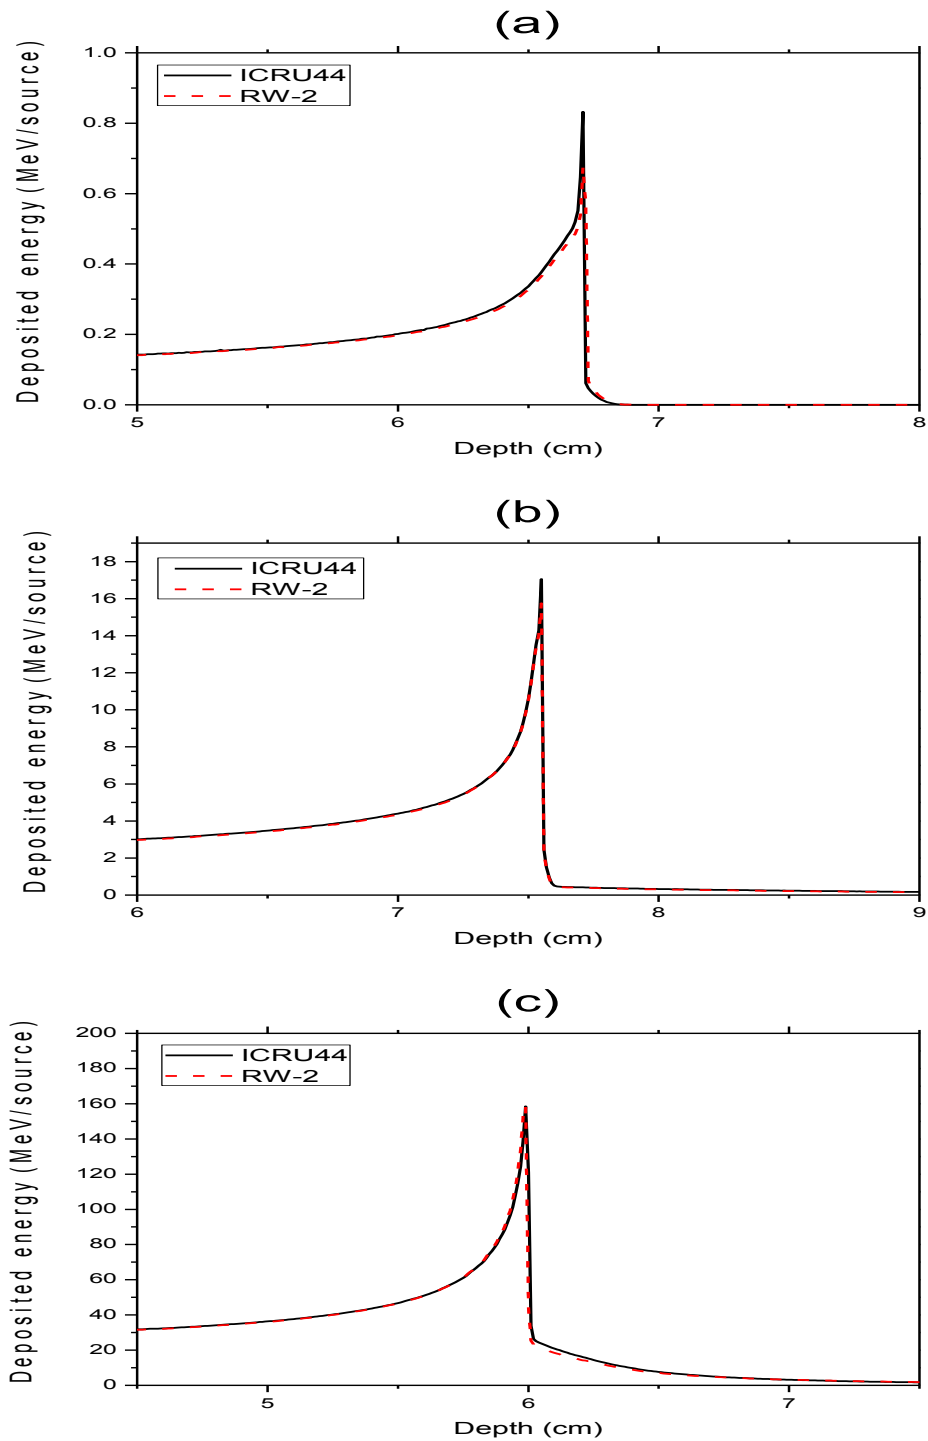 (a)
Deposited energy (MeV/source)
1.0
0.8
0.6
0.4
0.2
0.0
ICRU44
RW-2
5 6 7 8
Depth (cm)
(b)
Deposited energy (MeV/source)
18
16
14
12
10
8
6
4
2
0
ICRU44
RW-2
6 7 8 9
Depth (cm)
(c)
Deposited energy (MeV/source)
200
180
160
140
120
100
80
60
40
20
0
ICRU44
RW-2
5 6 7
Depth (cm)